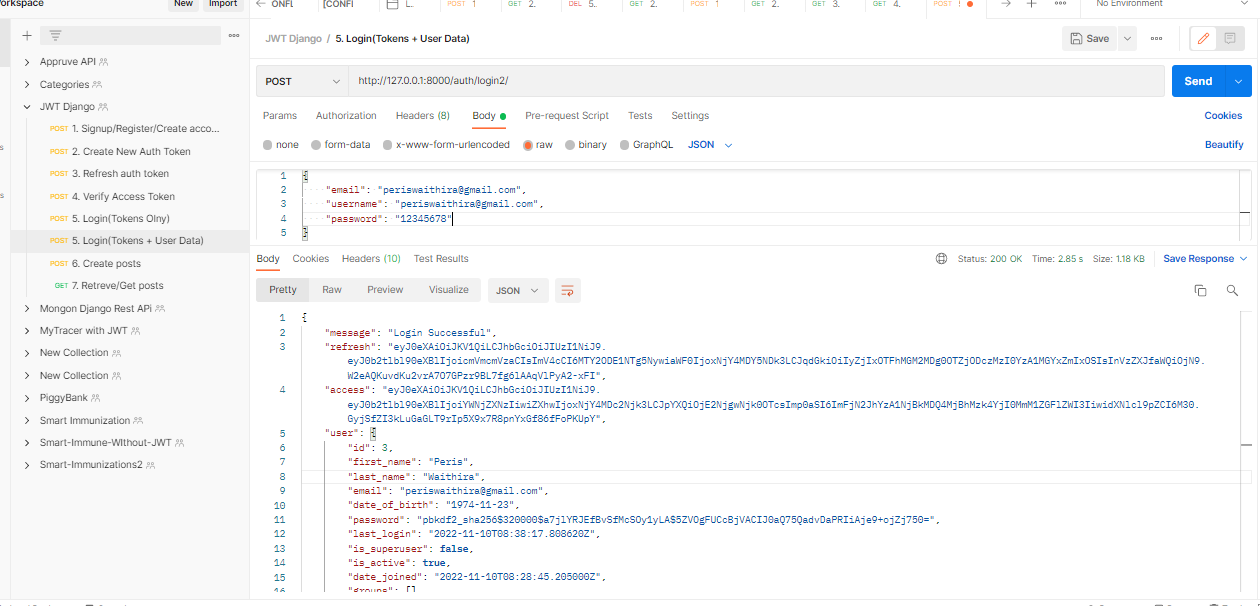 orkspace New Import ONFL [CONFI L. POST 1 GET 2. DEL 5. GET 2. POST 1 GET 2. GET 3. GET 4. POST No Environment
JWT Django / 5. Login(Tokens + User Data) Save
Appruve API
Categories
JWT Django
POST 1. Signup/Register/Create acco...
POST 2. Create New Auth Token
POST 3. Refresh auth token
POST 4. Verify Access Token
POST 5. Login(Tokens Olny)
POST 5. Login(Tokens + User Data)
POST 6. Create posts
GET 7. Retreve/Get posts
Mongon Django Rest APi
MyTracer with JWT
New Collection
New Collection
PiggyBank
Smart Immunization
Smart-Immune-WIthout-JWT
Smart-Immunizations2
POST http://127.0.0.1:8000/auth/login2/ Send
Params Authorization Headers (8) Body Pre-request Script Tests Settings Cookies
none form-data x-www-form-urlencoded raw binary GraphQL JSON Beautify
1 {
2 "email": "periswaithira@gmail.com",
3 "username": "periswaithira@gmail.com",
4 "password": "12345678"
5 }
Body Cookies Headers (10) Test Results Status: 200 OK Time: 2.85 s Size: 1.18 KB Save Response
Pretty Raw Preview Visualize JSON
1 {
2 "message": "Login Successful",
3 "refresh": "eyJ0eXAiOiJKV1QiLCJhbGciOiJIUzI1NiJ9.
4 "access": "eyJ0eXAiOiJKV1QiLCJhbGciOiJIUzI1NiJ9.
5 "user": {
6 "id": 3,
7 "first_name": "Peris",
8 "last_name": "Waithira",
9 "email": "periswaithira@gmail.com",
10 "date_of_birth": "1974-11-23",
11 "password":
12 "last_login": "2022-11-10T08:38:17.808620Z",
13 "is_superuser": false,
14 "is_active": true,
15 "date_joined": "2022-11-10T08:28:45.205000Z",
16 "groups": []